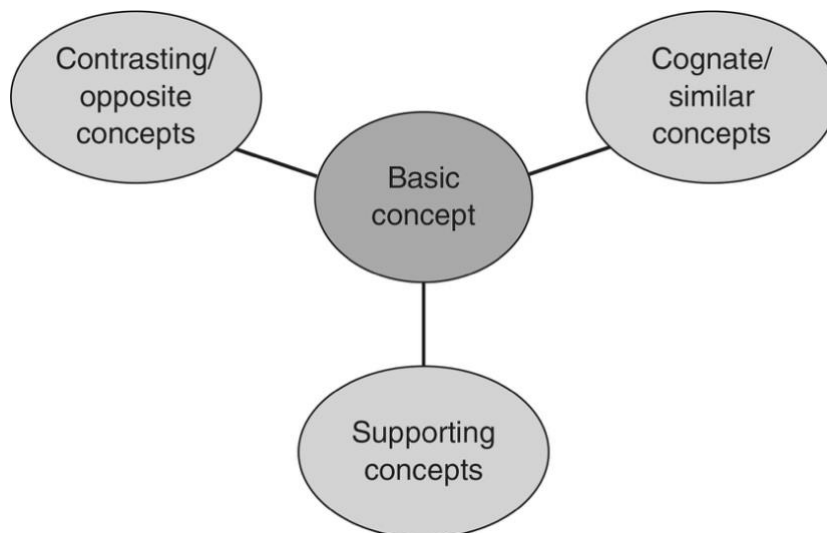 Contrasting/
opposite
concepts
Cognate/
similar
concepts
Basic
concept
Supporting
concepts